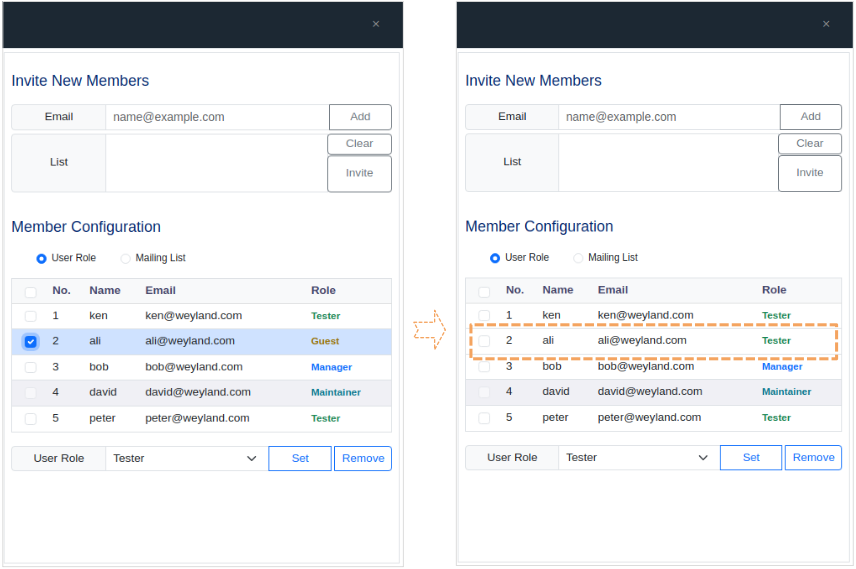 ×
Invite New Members
Email name@example.com Add
List Clear
Invite
Member Configuration
User Role Mailing List
No. Name Email Role
1 ken ken@weyland.com Tester
2 ali ali@weyland.com Guest
3 bob bob@weyland.com Manager
4 david david@weyland.com Maintainer
5 peter peter@weyland.com Tester
User Role Tester Set Remove
×
Invite New Members
Email name@example.com Add
List Clear
Invite
Member Configuration
User Role Mailing List
No. Name Email Role
1 ken ken@weyland.com Tester
2 ali ali@weyland.com Tester
3 bob bob@weyland.com Manager
4 david david@weyland.com Maintainer
5 peter peter@weyland.com Tester
User Role Tester Set Remove